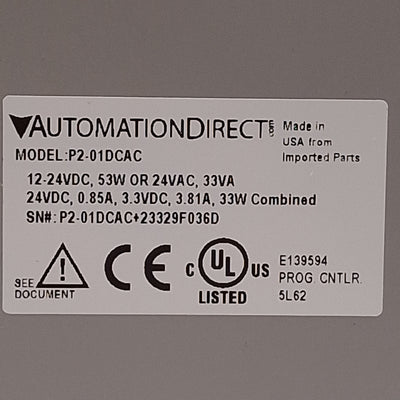 AUTOMATIONDIRECT
Made in
USA from
Imported Parts
MODEL:P2-01DCAC
12-24VDC, 53W OR 24VAC, 33VA
24VDC, 0.85A, 3.3VDC, 3.81A, 33W Combined
SN#: P2-01DCAC+23329F036D
SEE
DOCUMENT
CE
C UL US
LISTED
E139594
PROG. CNTLR.
5L62